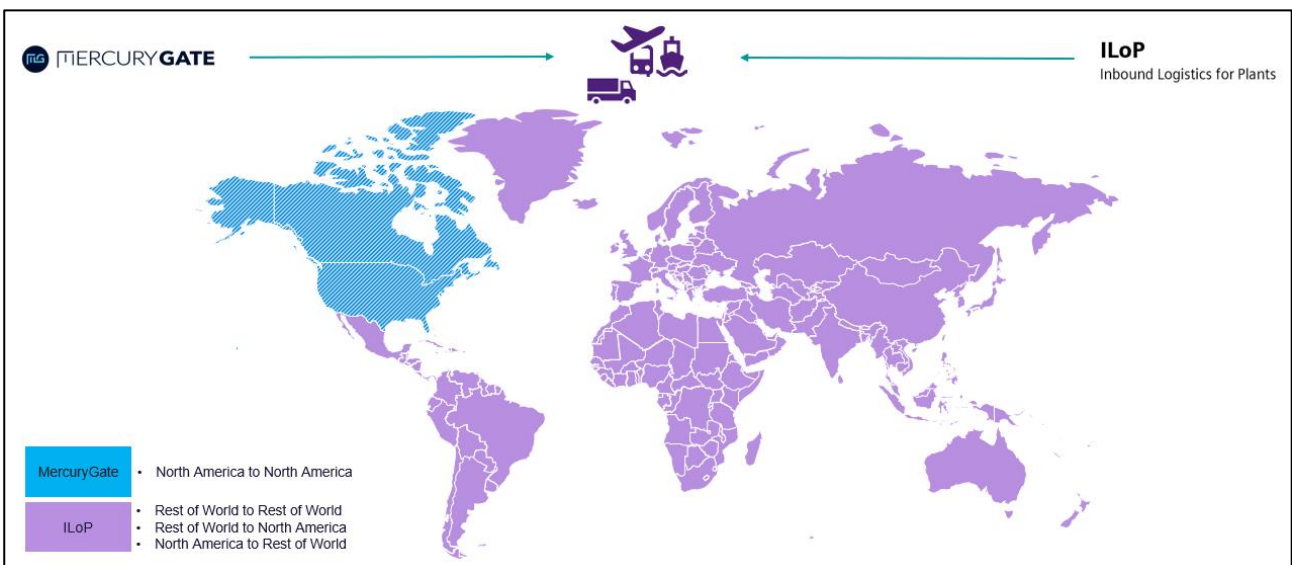 MG MERCURYGATE
ILoP
Inbound Logistics for Plants
MercuryGate
• North America to North America
ILoP
• Rest of World to Rest of World
• Rest of World to North America
• North America to Rest of World